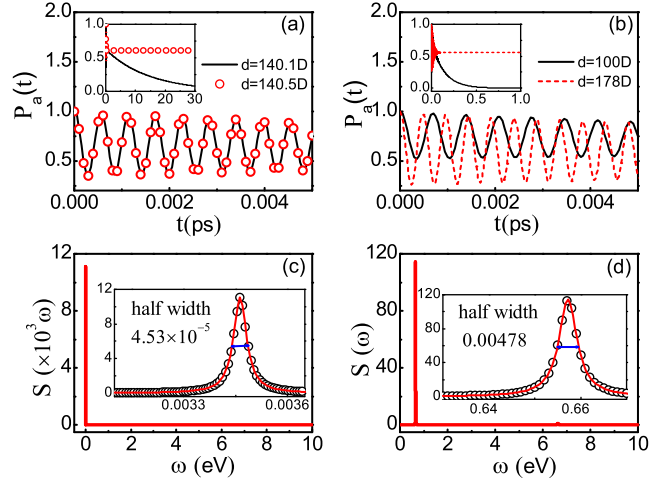 (a)
2.0
1.5
1.0
0.5
P_a(t)
1.0
0.5
0.0
0 10 20 30
d=140.1D
d=140.5D
0.000 0.002 0.004
t(ps)
(b)
2.0
1.5
1.0
0.5
P_a(t)
1.0
0.5
0.0
0.0 0.5 1.0
d=100D
d=178D
0.000 0.002 0.004
t(ps)
(c)
12
8
4
0
S (×10³ω)
12
8
4
0
half width
4.53×10⁻⁵
0.0033 0.0036
0 2 4 6 8 10
ω (eV)
(d)
120
80
40
0
S (ω)
120
80
40
0
half width
0.00478
0.64 0.66
0 2 4 6 8 10
ω (eV)